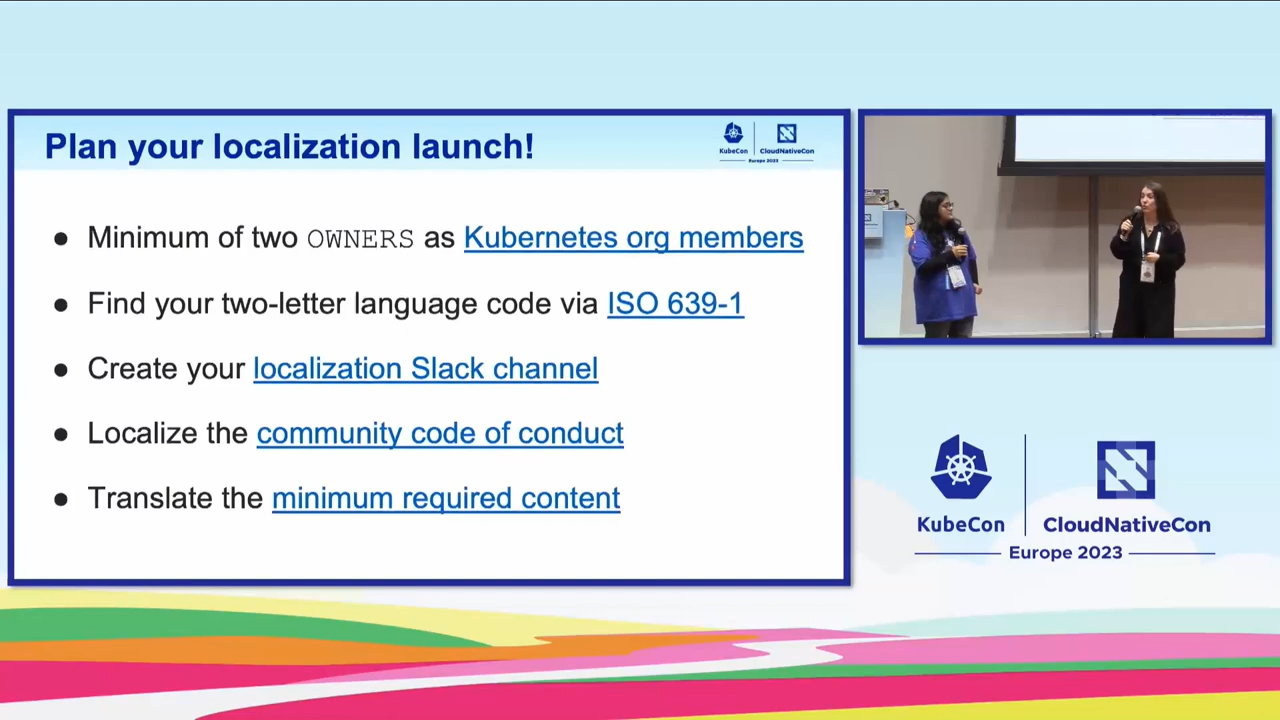 Plan your localization launch!
KubeCon
CloudNativeCon
Europe 2023
● Minimum of two OWNERS as Kubernetes org members
● Find your two-letter language code via ISO 639-1
● Create your localization Slack channel
● Localize the community code of conduct
● Translate the minimum required content
KubeCon
CloudNativeCon
Europe 2023